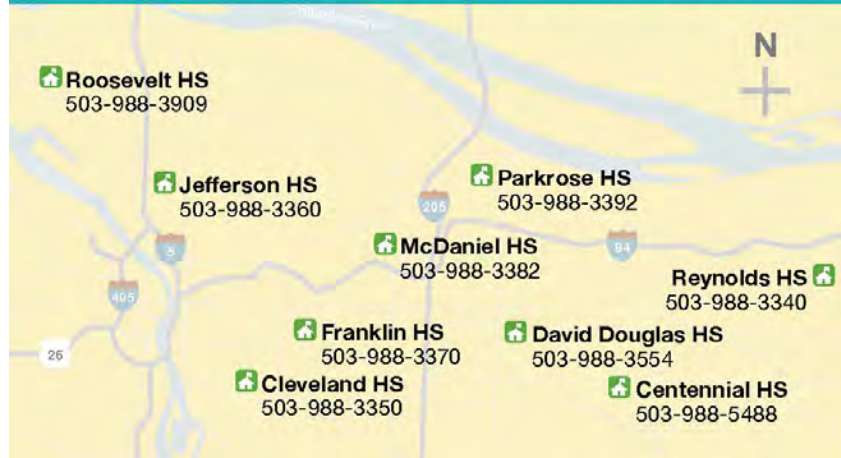 N
Roosevelt HS
503-988-3909
Jefferson HS
503-988-3360
Parkrose HS
503-988-3392
205
McDaniel HS
503-988-3382
5
84
Reynolds HS
503-988-3340
405
Franklin HS
503-988-3370
David Douglas HS
503-988-3554
26
Cleveland HS
503-988-3350
Centennial HS
503-988-5488